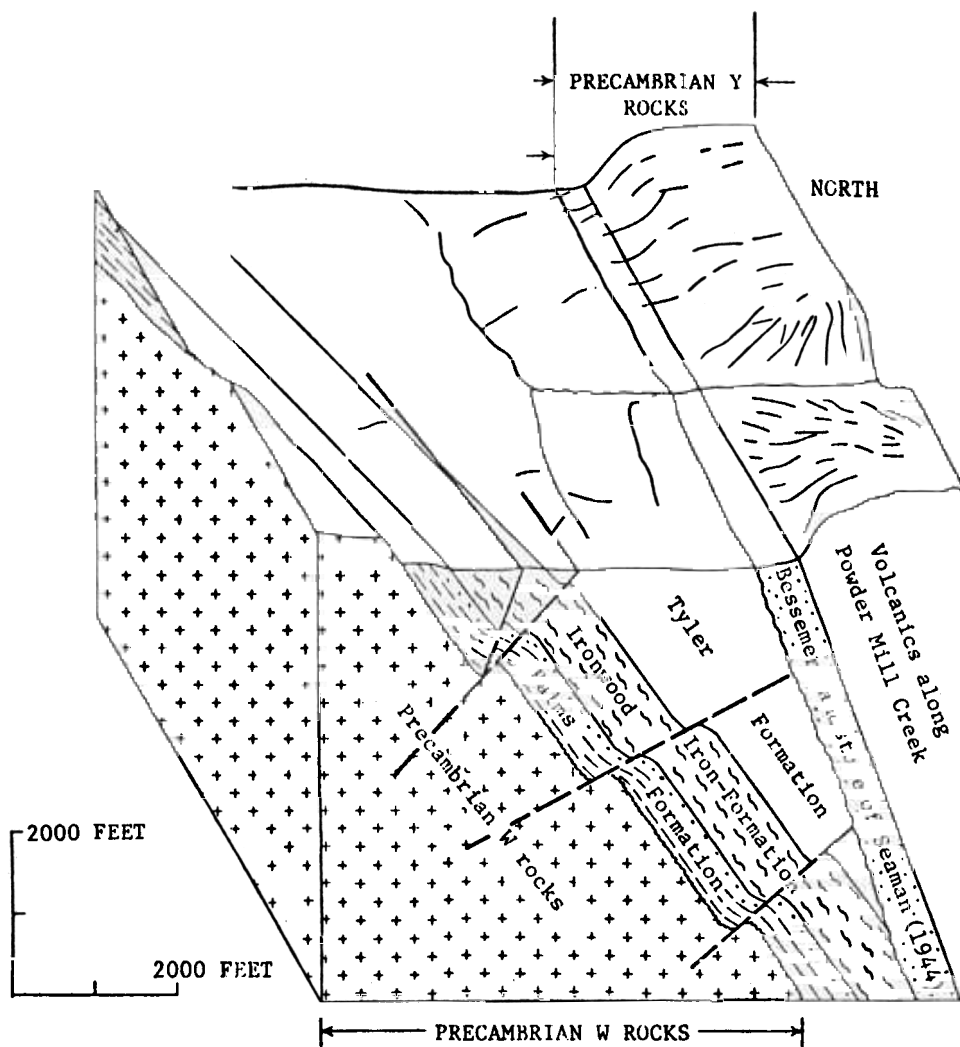 PRECAMBRIAN Y
ROCKS
NORTH
Volcanics along
Powder Mill Creek
Bessemer
of Seaman (1944)
Tyler
Formation
Ironwood
Iron-Formation
Palms
Formation
Precambrian W rocks
2000 FEET
2000 FEET
PRECAMBRIAN W ROCKS